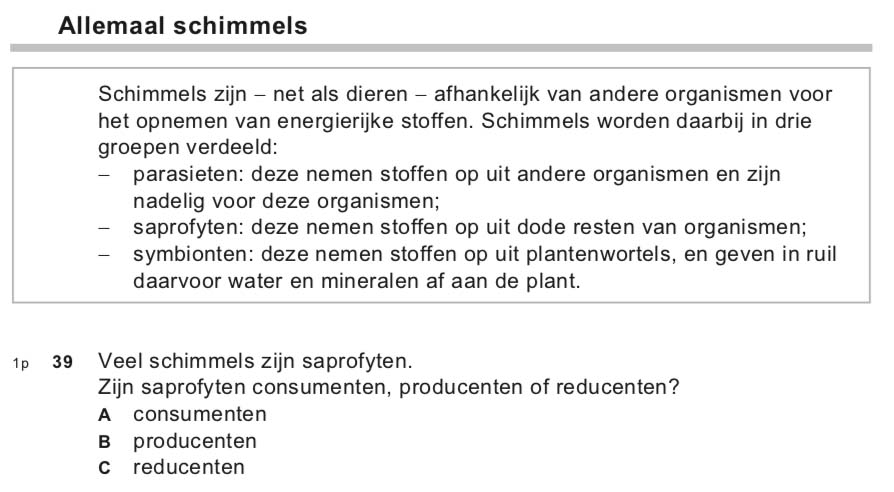 Allemaal schimmels
Schimmels zijn – net als dieren – afhankelijk van andere organismen voor
het opnemen van energierijke stoffen. Schimmels worden daarbij in drie
groepen verdeeld:
– parasieten: deze nemen stoffen op uit andere organismen en zijn
nadelig voor deze organismen;
– saprofyten: deze nemen stoffen op uit dode resten van organismen;
– symbionten: deze nemen stoffen op uit plantenwortels, en geven in ruil
daarvoor water en mineralen af aan de plant.
1p 39 Veel schimmels zijn saprofyten.
Zijn saprofyten consumenten, producenten of reducenten?
A consumenten
B producenten
C reducenten